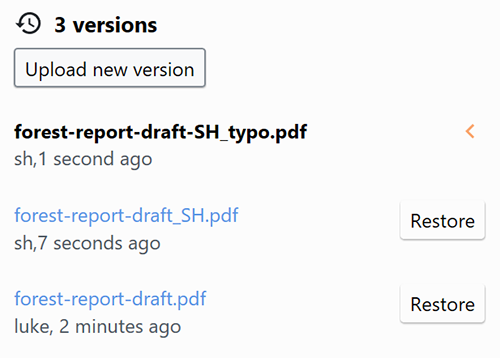 3 versions
Upload new version
forest-report-draft-SH_typo.pdf
sh,1 second ago
forest-report-draft_SH.pdf
Restore
sh,7 seconds ago
forest-report-draft.pdf
Restore
luke, 2 minutes ago